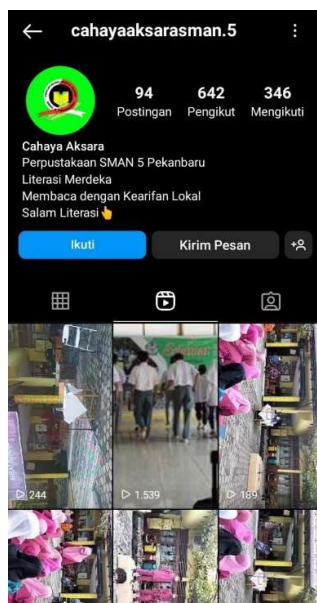 cahayaaksarasman.5
94 642 346
Postingan Pengikut Mengikuti
Cahaya Aksara
Perpustakaan SMAN 5 Pekanbaru
Literasi Merdeka
Membaca dengan Kearifan Lokal
Salam Literasi👆
Ikuti Kirim Pesan
244 1.539 189